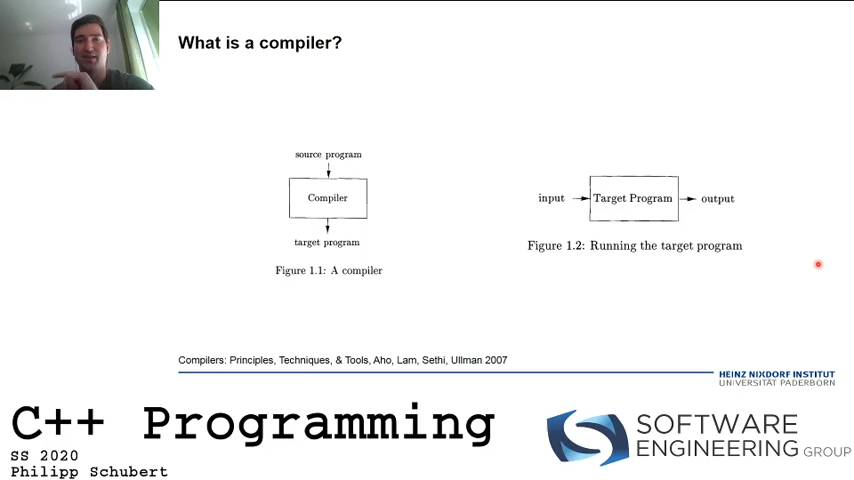 What is a compiler?
source program
Compiler
target program
Figure 1.1: A compiler
input
Target Program
output
Figure 1.2: Running the target program
Compilers: Principles, Techniques, & Tools, Aho, Lam, Sethi, Ullman 2007
HEINZ NIXDORF INSTITUT
UNIVERSITÄT PADERBORN
C++ Programming
SS 2020
Philipp Schubert
SOFTWARE
ENGINEERING GROUP